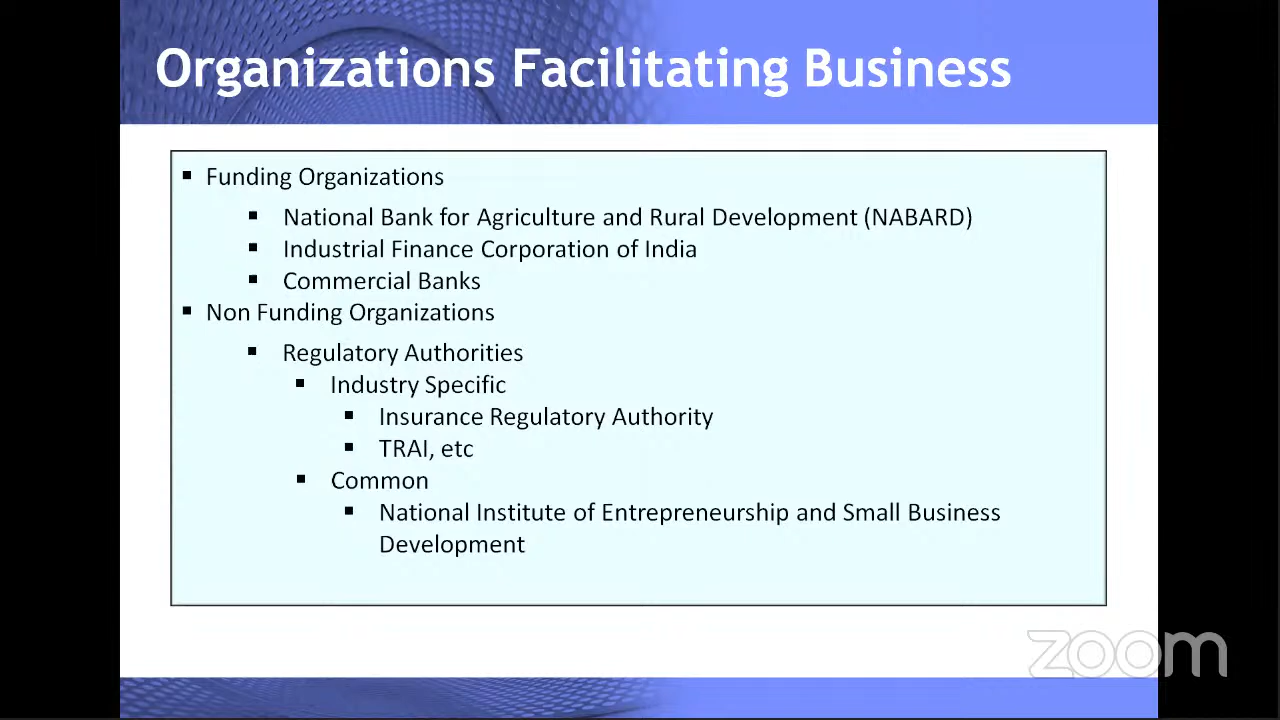 Organizations Facilitating Business
Funding Organizations
National Bank for Agriculture and Rural Development (NABARD)
Industrial Finance Corporation of India
Commercial Banks
Non Funding Organizations
Regulatory Authorities
Industry Specific
Insurance Regulatory Authority
TRAI, etc
Common
National Institute of Entrepreneurship and Small Business
Development
zoom